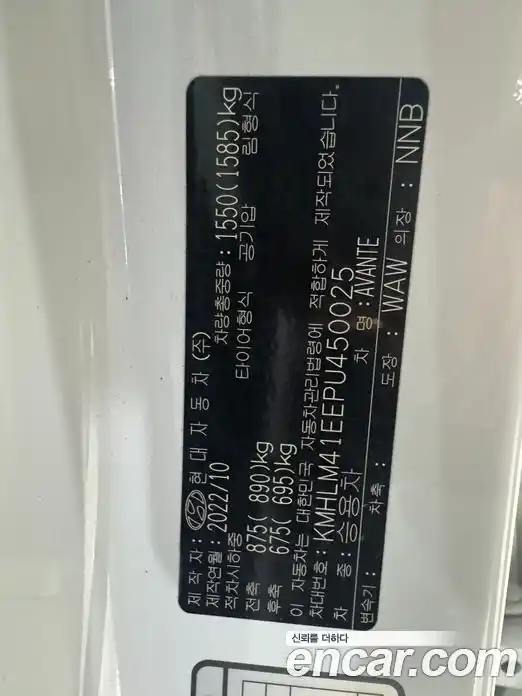 제 작 자 : 현 대 자 동 차 (주)
제작연월 : 2022/10 차량총중량 : 1550(1585)kg
적차시하중 타이어형식 공기압 림형식
전축 875( 890)kg
후축 675( 695)kg
이 자동차는 대한민국 자동차관리법령에 적합하게 제작되었습니다.
차대번호 : KMHLM41EEPU450025
차 종 : 승용차 차 명 : AVANTE
변속기 : 차축 : 도장 : WAW 의장 : NNB
신뢰를 더하다
encar.com